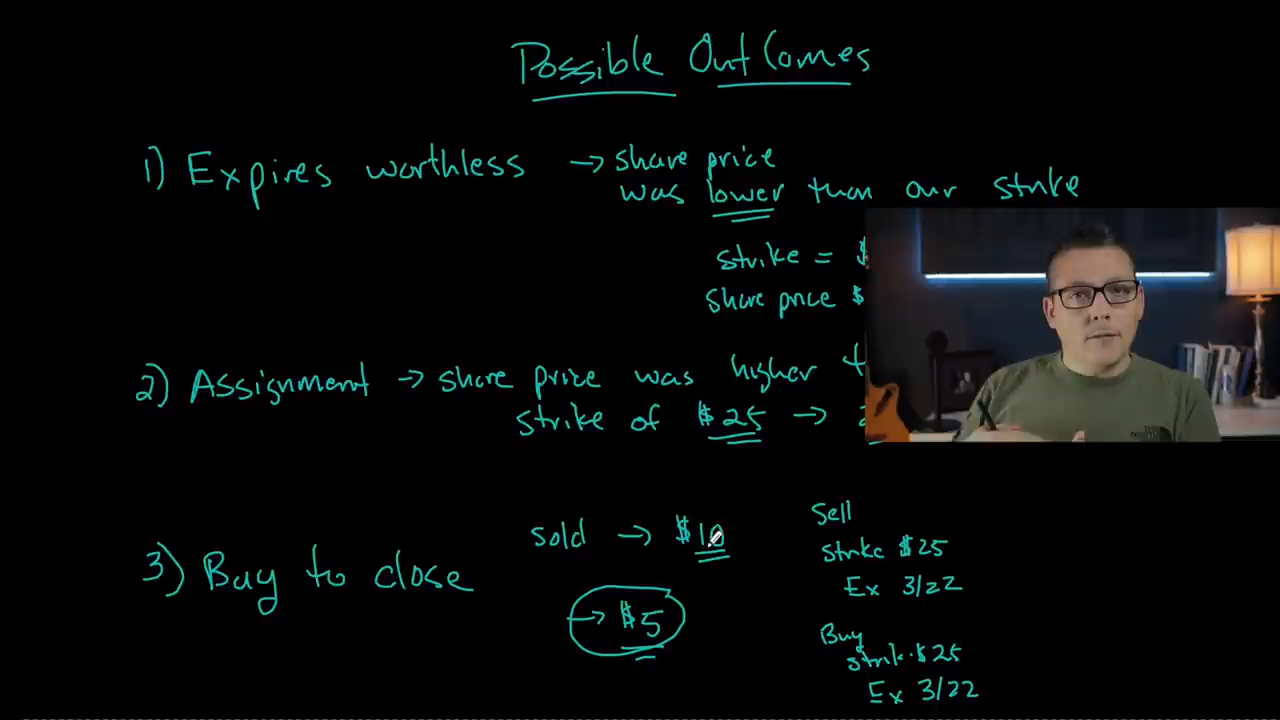 Possible Outcomes
1) Expires worthless → share price
was lower than our strike
strike = $
share price $
2) Assignment → share price was higher
strike of $25 →
3) Buy to close
sold → $10
→ $5
Sell
strike $25
Ex 3/22
Buy
strik. $25
Ex 3/22